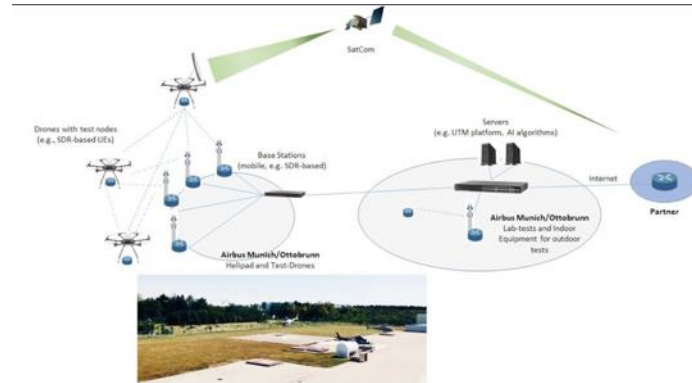 SatCom
Drones with test nodes
(e.g., SDR-based UEs)
Servers
(e.g. UTM platform, AI algorithms)
Base Stations
(mobile, e.g. SDR-based)
Internet
Partner
Airbus Munich/Ottobrunn
Lab-tests and Indoor
Equipment for outdoor
tests
Airbus Munich/Ottobrunn
Helipad and Test-Drones